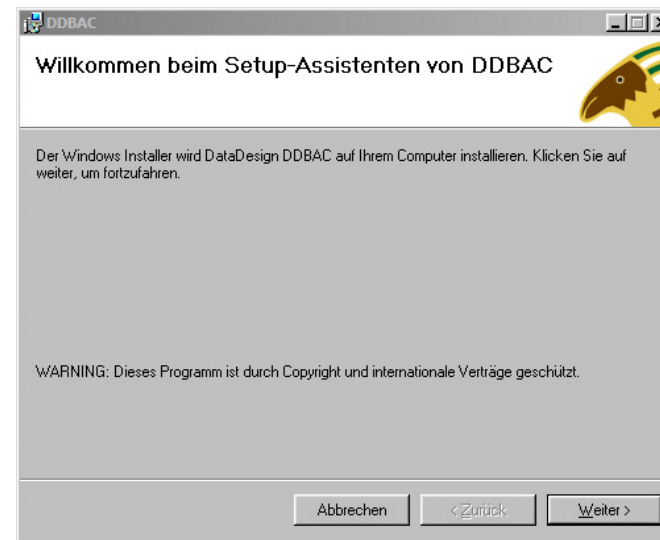 DDBAC
Willkommen beim Setup-Assistenten von DDBAC
Der Windows Installer wird DataDesign DDBAC auf Ihrem Computer installieren. Klicken Sie auf
weiter, um fortzufahren.
WARNING: Dieses Programm ist durch Copyright und internationale Verträge geschützt.
Abbrechen
< Zurück
Weiter >